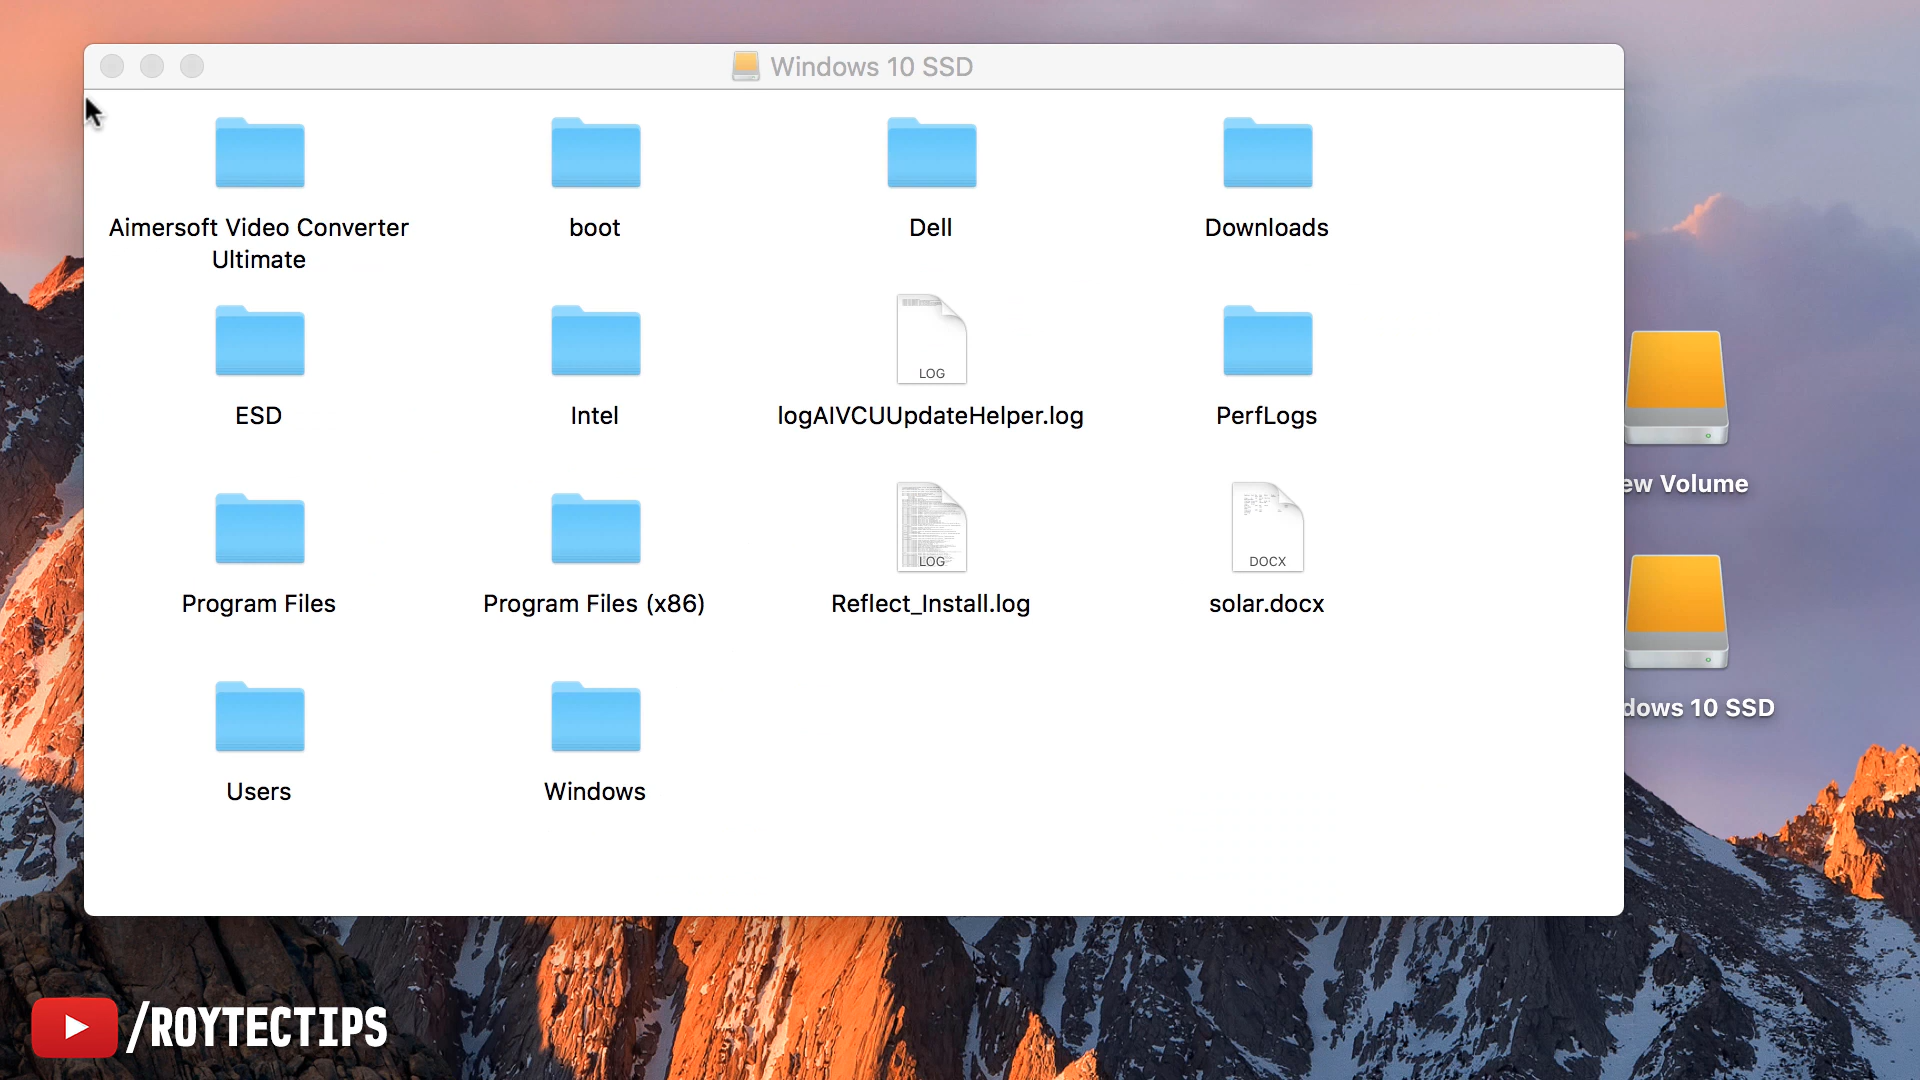 Windows 10 SSD
Aimersoft Video Converter
Ultimate
boot
Dell
Downloads
ESD
Intel
LOG
logAIVCUUpdateHelper.log
PerfLogs
Program Files
Program Files (x86)
LOG
Reflect_Install.log
DOCX
solar.docx
Users
Windows
ew Volume
dows 10 SSD
/ROYTECTIPS